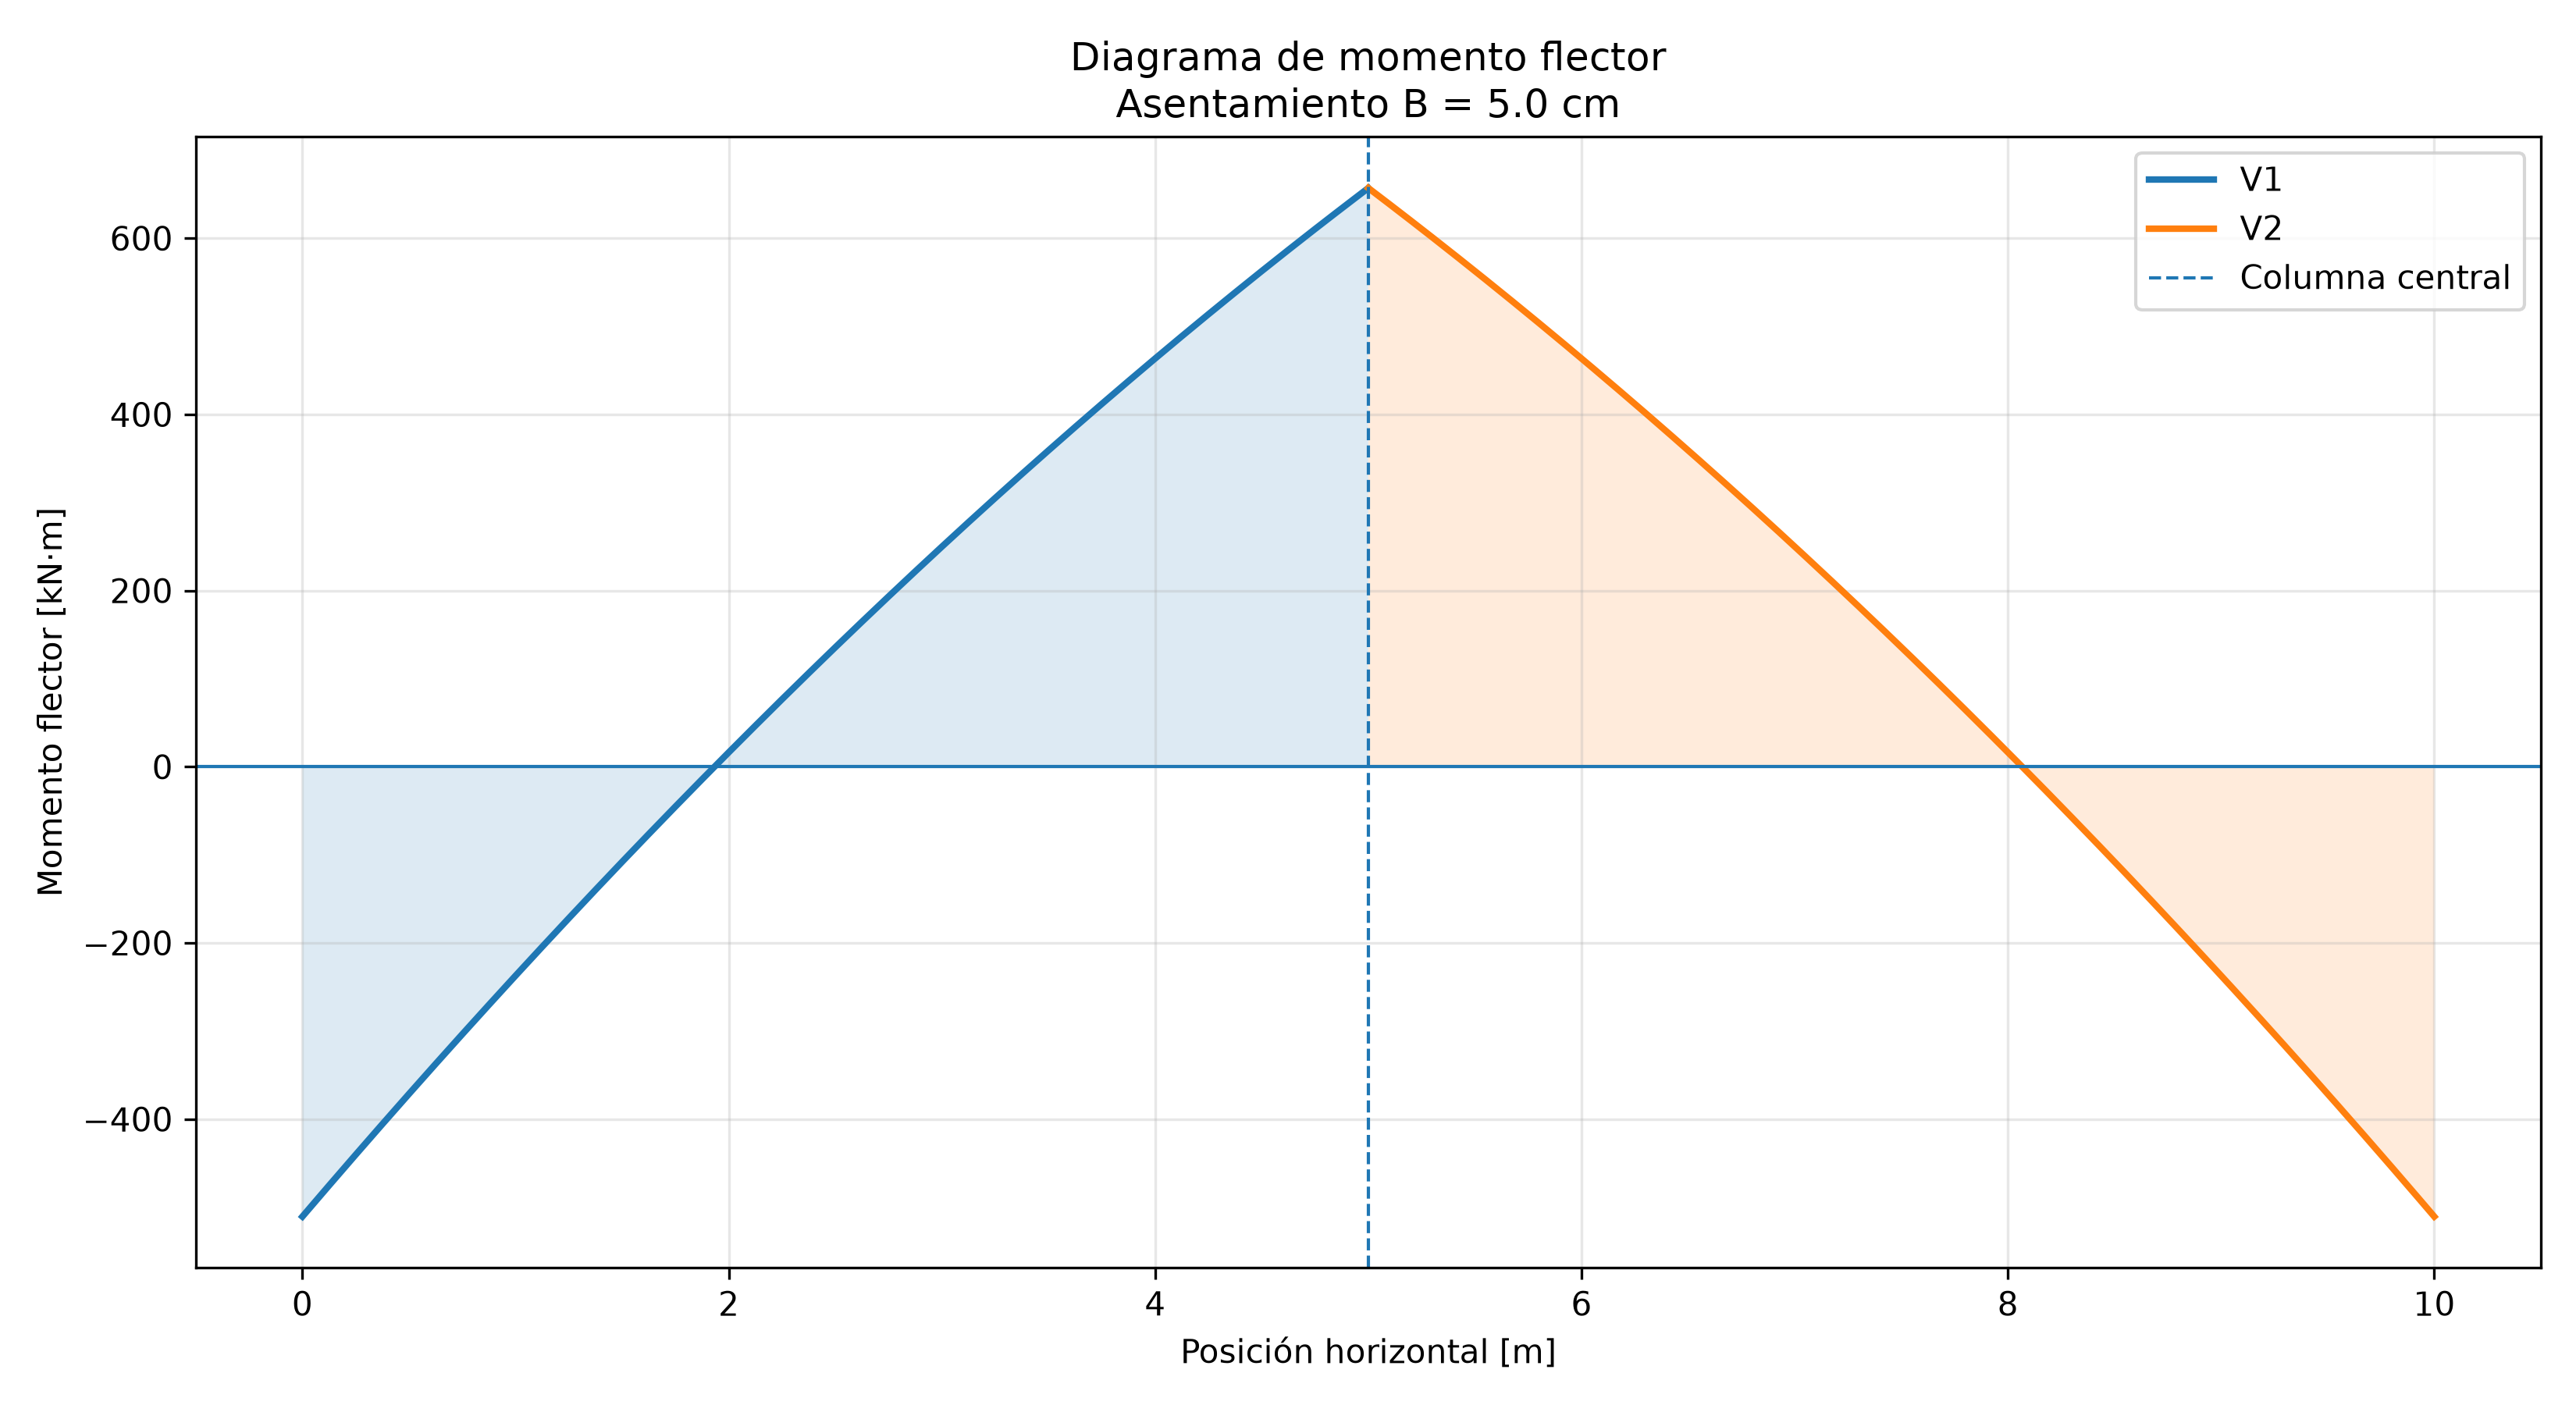 Diagrama de momento flector
Asentamiento B = 5.0 cm
V1
V2
Columna central
Momento flector [kN·m]
600
400
200
0
−200
−400
0 2 4 6 8 10
Posición horizontal [m]